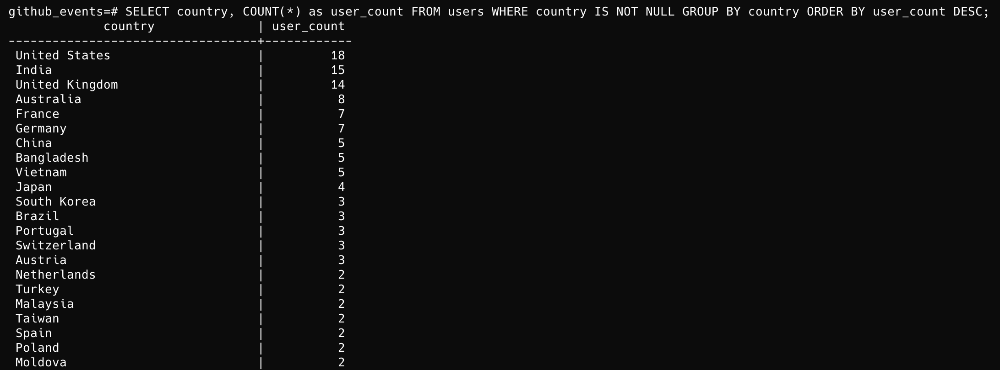 github_events=# SELECT country, COUNT(*) as user_count FROM users WHERE country IS NOT NULL GROUP BY country ORDER BY user_count DESC;
            country              | user_count
----------------------------------+------------
 United States                    |         18
 India                            |         15
 United Kingdom                   |         14
 Australia                        |          8
 France                           |          7
 Germany                          |          7
 China                            |          5
 Bangladesh                       |          5
 Vietnam                          |          5
 Japan                            |          4
 South Korea                      |          3
 Brazil                           |          3
 Portugal                         |          3
 Switzerland                      |          3
 Austria                          |          3
 Netherlands                      |          2
 Turkey                           |          2
 Malaysia                         |          2
 Taiwan                           |          2
 Spain                            |          2
 Poland                           |          2
 Moldova                          |          2